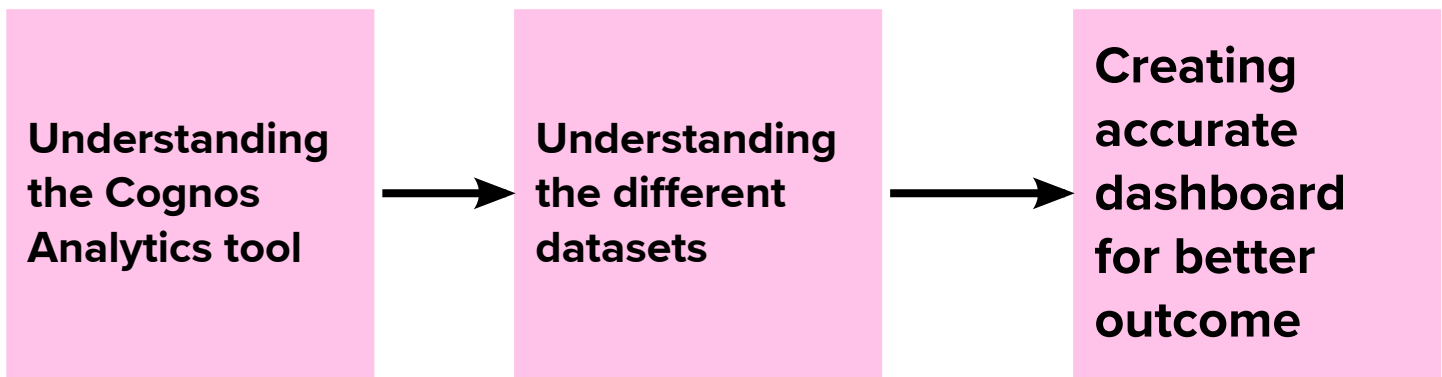 Understanding
the Cognos
Analytics tool
Understanding
the different
datasets
Creating
accurate
dashboard
for better
outcome